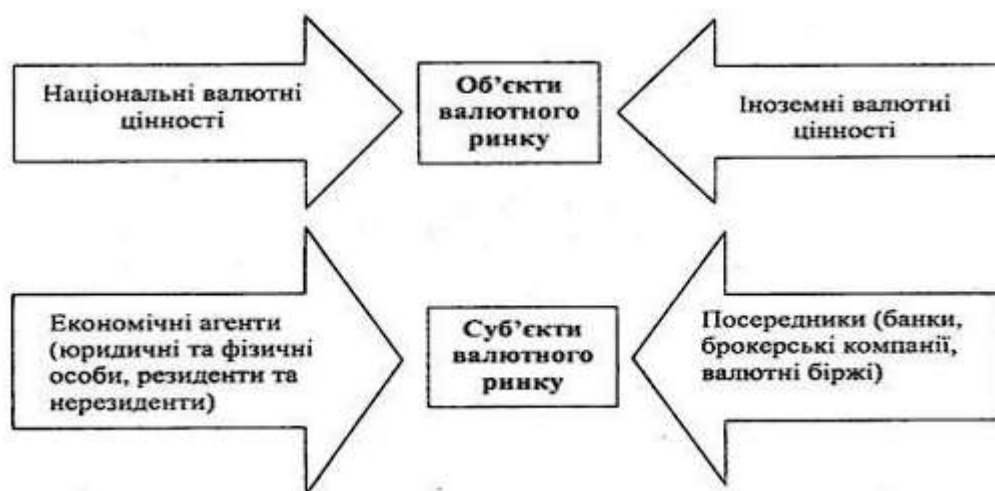 Національні валютні
цінності
Об’єкти
валютного
ринку
Іноземні валютні
цінності
Економічні агенти
(юридичні та фізичні
особи, резиденти та
нерезиденти)
Суб’єкти
валютного
ринку
Посередники (банки,
брокерські компанії,
валютні біржі)